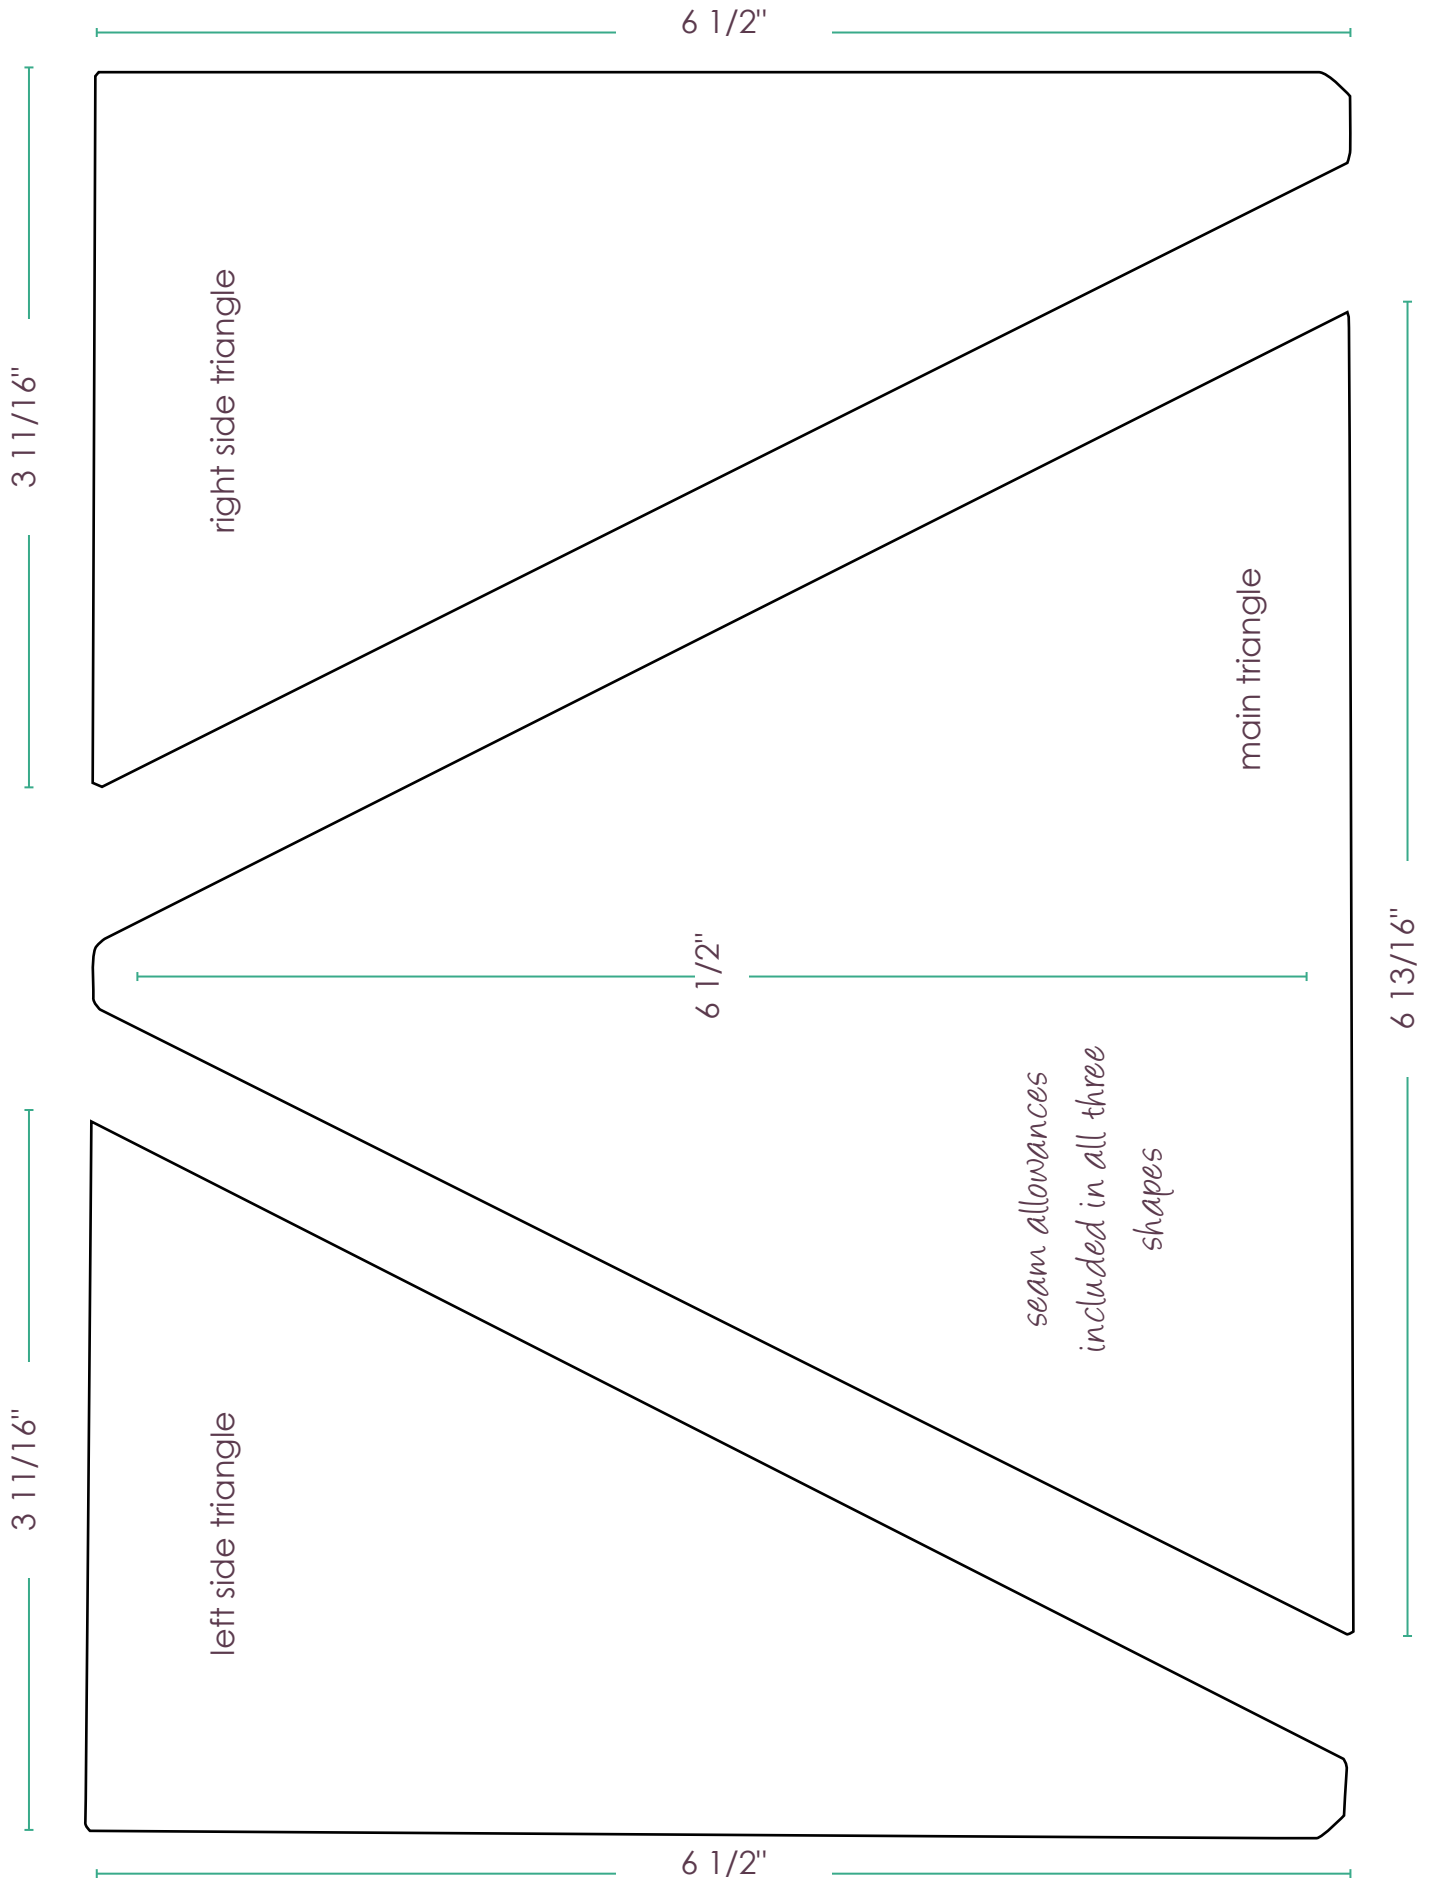 6 1/2"
3 11/16"
right side triangle
main triangle
6 1/2"
6 13/16"
seam allowances
included in all three
shapes
3 11/16"
left side triangle
6 1/2"